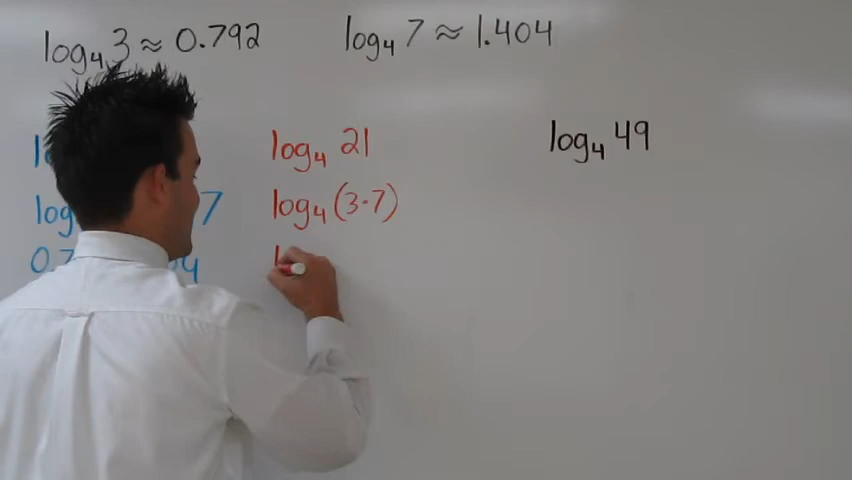 log₄ 3 ≈ 0.792
log₄ 7 ≈ 1.404
log₄ 21
log₄ (3·7)
log₄ 49